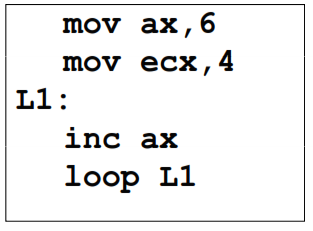 mov ax,6
mov ecx,4
L1:
inc ax
loop L1